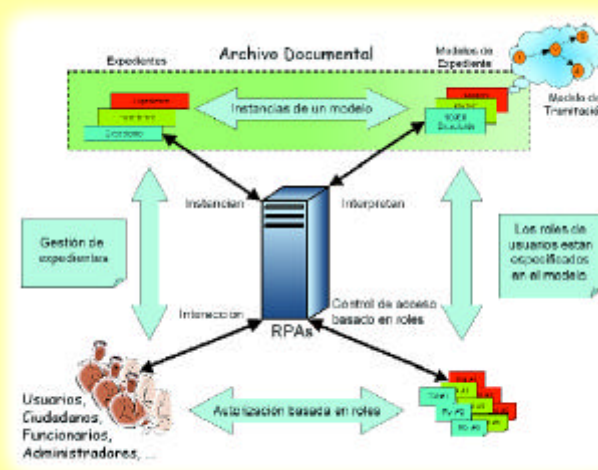 Archivo Documental
Expedientes
Modelos de
Expediente
Modelo de
Tramitación
Instancias de un modelo
Instancian
Interpretan
Gestión de
expedientes
Los roles de
usuarios estan
especificados
en el modelo
Interaccion
Control de acceso
basado en roles
RPAs
Usuarios,
Ciudadanos,
Funcionarios,
Administradores, ...
Autorización basada en roles